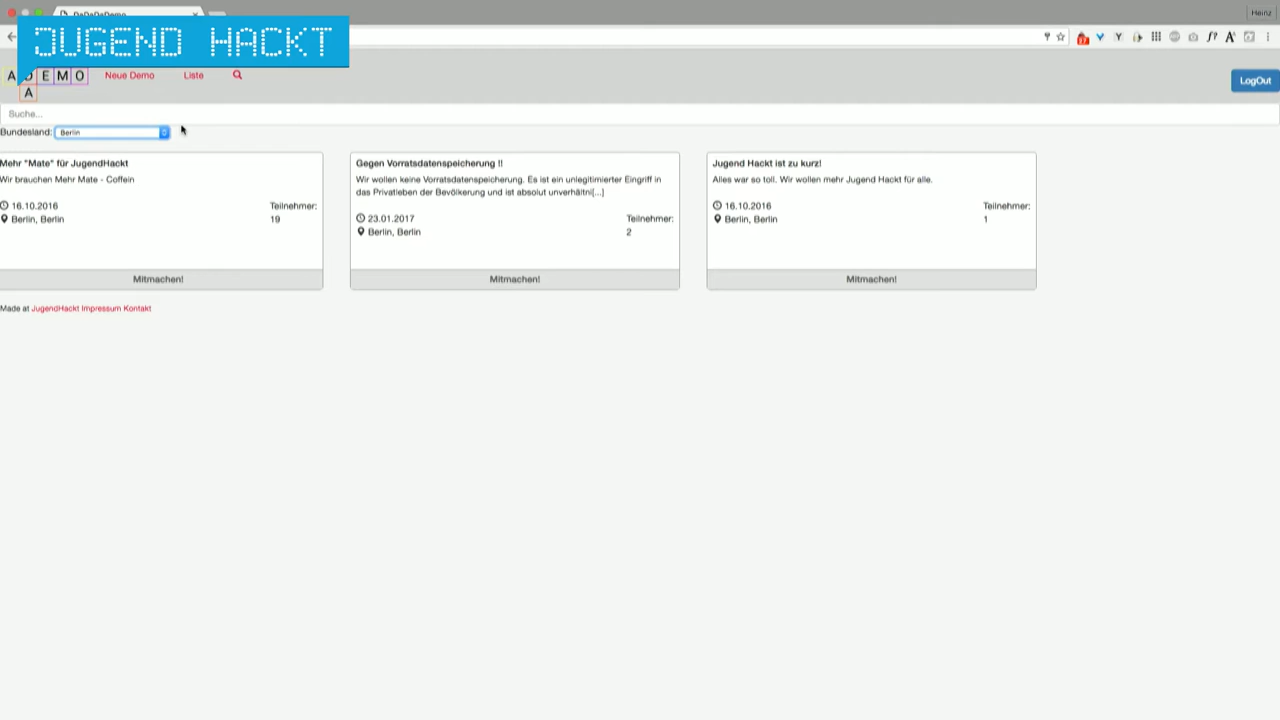 DaDaDaDemo
Heinz
JUGEND HACKT
A D E M O
A
Neue Demo
Liste
LogOut
Suche...
Bundesland: Berlin
Mehr "Mate" für JugendHackt
Wir brauchen Mehr Mate - Coffein
16.10.2016
Teilnehmer:
Berlin, Berlin
19
Mitmachen!
Gegen Vorratsdatenspeicherung !!
Wir wollen keine Vorratsdatenspeicherung. Es ist ein unlegitimierter Eingriff in
das Privatleben der Bevölkerung und ist absolut unverhältni[...]
23.01.2017
Teilnehmer:
Berlin, Berlin
2
Mitmachen!
Jugend Hackt ist zu kurz!
Alles war so toll. Wir wollen mehr Jugend Hackt für alle.
16.10.2016
Teilnehmer:
Berlin, Berlin
1
Mitmachen!
Made at JugendHackt Impressum Kontakt